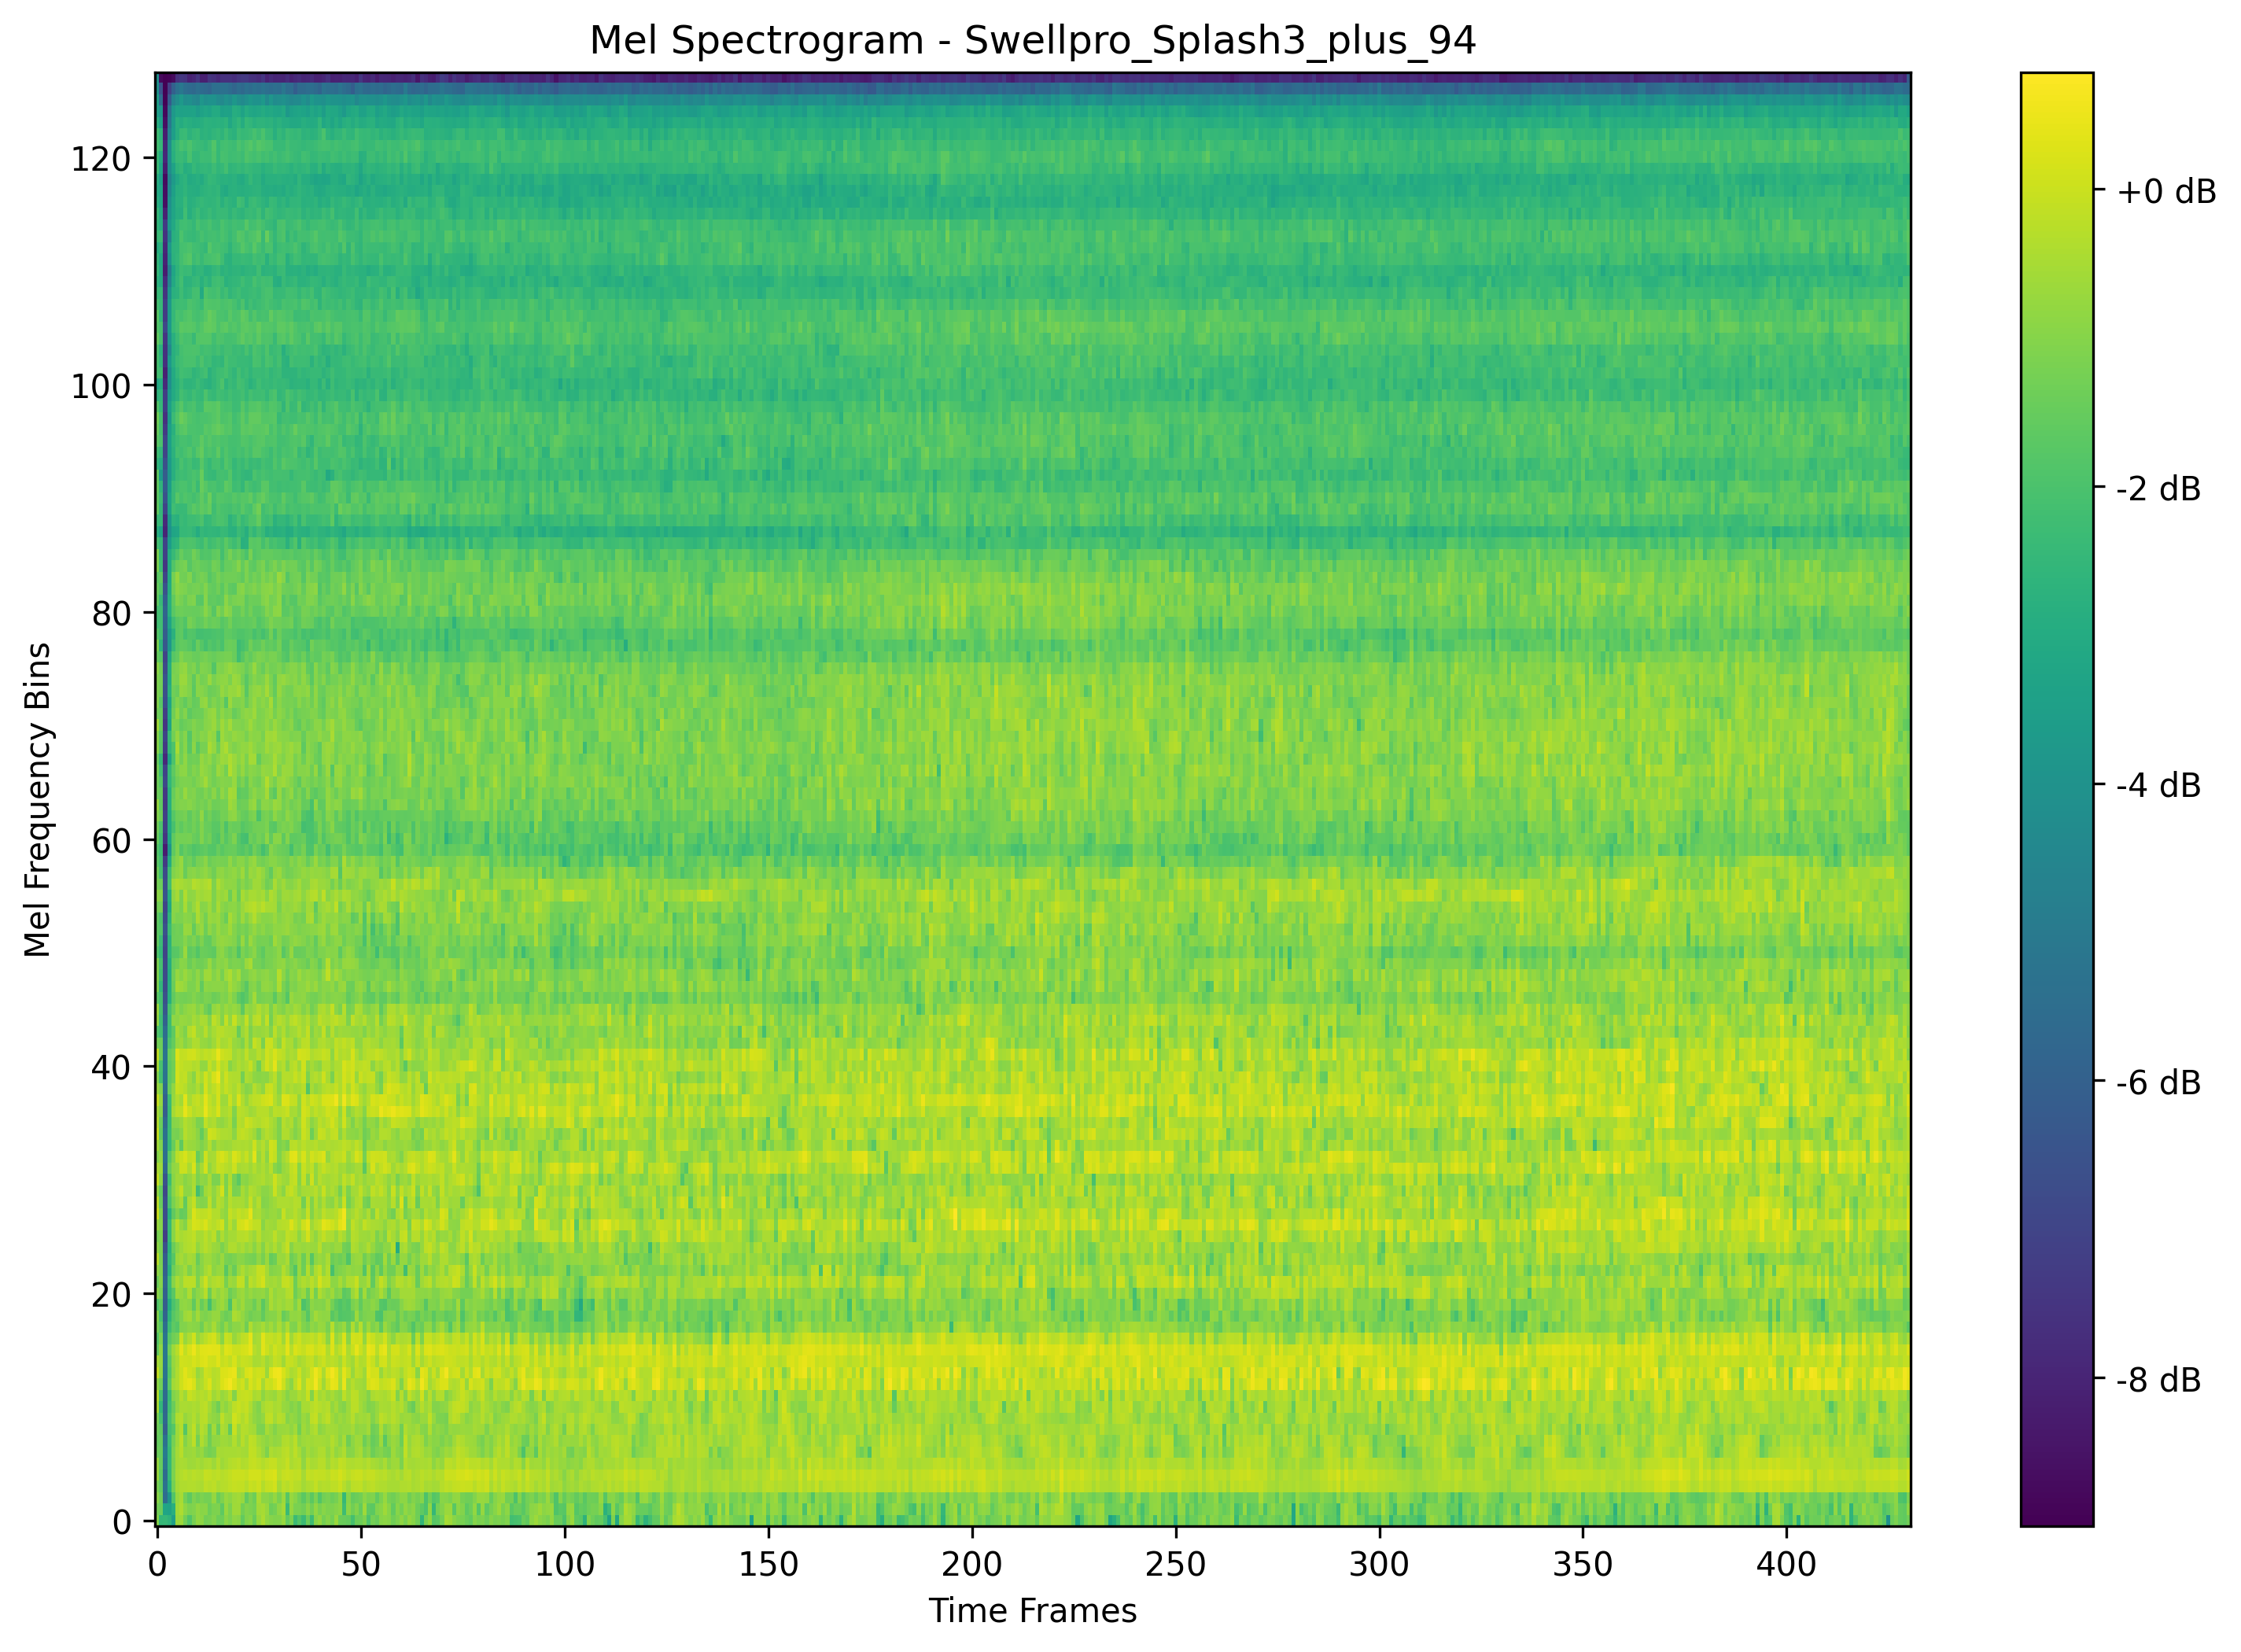 Mel Spectrogram - Swellpro_Splash3_plus_94
Mel Frequency Bins
120
100
80
60
40
20
0
0 50 100 150 200 250 300 350 400
Time Frames
+0 dB
-2 dB
-4 dB
-6 dB
-8 dB